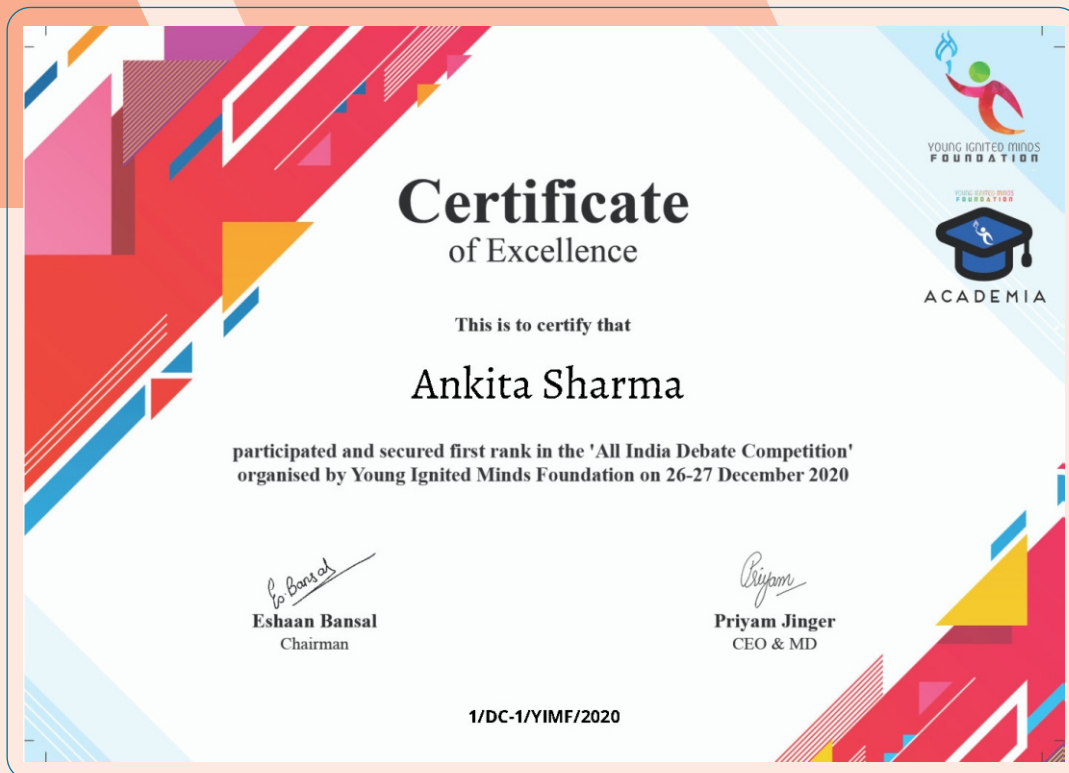 YOUNG IGNITED MINDS
FOUNDATION
YOUNG IGNITED MINDS
FOUNDATION
ACADEMIA
Certificate
of Excellence
This is to certify that
Ankita Sharma
participated and secured first rank in the 'All India Debate Competition'
organised by Young Ignited Minds Foundation on 26-27 December 2020
Es. Bansal
Eshaan Bansal
Chairman
Priyam
Priyam Jinger
CEO & MD
1/DC-1/YIMF/2020